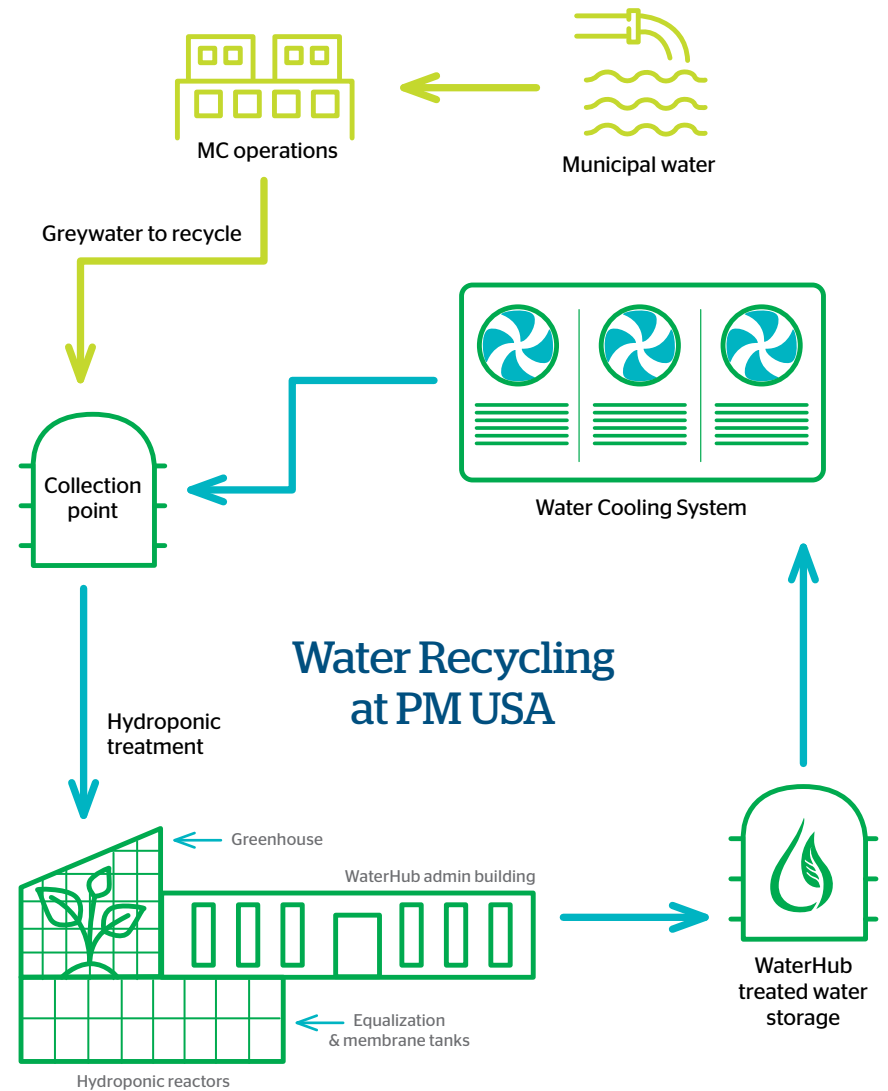 MC operations
Municipal water
Greywater to recycle
Collection
point
Water Cooling System
Water Recycling
at PM USA
Hydroponic
treatment
Greenhouse
WaterHub admin building
WaterHub
treated water
storage
Equalization
& membrane tanks
Hydroponic reactors